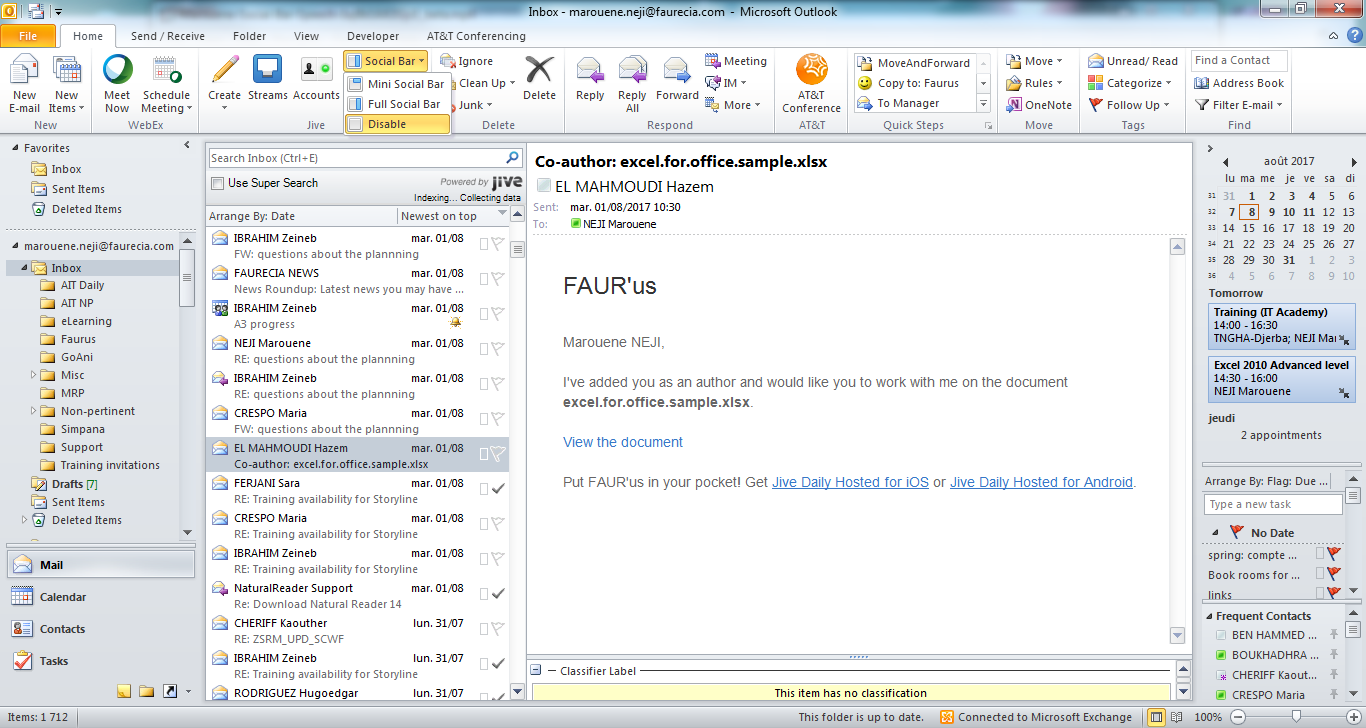 Inbox - marouene.neji@faurecia.com - Microsoft Outlook
File Home Send / Receive Folder View Developer AT&T Conferencing
New E-mail
New Items
New
Meet Now
Schedule Meeting
WebEx
Create
Streams
Accounts
Jive
Social Bar
Mini Social Bar
Full Social Bar
Disable
Ignore
Clean Up
Junk
Delete
Delete
Reply
Reply All
Forward
Meeting
IM
More
Respond
AT&T Conference
AT&T
MoveAndForward
Copy to: Faurus
To Manager
Quick Steps
Move
Rules
OneNote
Move
Unread/ Read
Categorize
Follow Up
Tags
Find a Contact
Address Book
Filter E-mail
Find
Favorites
Inbox
Sent Items
Deleted Items
marouene.neji@faurecia.com
Inbox
AIT Daily
AIT NP
eLearning
Faurus
GoAni
Misc
MRP
Non-pertinent
Simpana
Support
Training invitations
Drafts [7]
Sent Items
Deleted Items
Mail
Calendar
Contacts
Tasks
Search Inbox (Ctrl+E)
Use Super Search
Powered by jive
Indexing... Collecting data
Arrange By: Date Newest on top
IBRAHIM Zeineb mar. 01/08
FW: questions about the plannning
FAURECIA NEWS mar. 01/08
News Roundup: Latest news you may have ...
IBRAHIM Zeineb mar. 01/08
A3 progress
NEJI Marouene mar. 01/08
RE: questions about the plannning
IBRAHIM Zeineb mar. 01/08
RE: questions about the plannning
CRESPO Maria mar. 01/08
FW: questions about the plannning
EL MAHMOUDI Hazem mar. 01/08
Co-author: excel.for.office.sample.xlsx
FERJANI Sara mar. 01/08
RE: Training availability for Storyline
CRESPO Maria mar. 01/08
RE: Training availability for Storyline
IBRAHIM Zeineb mar. 01/08
RE: Training availability for Storyline
NaturalReader Support mar. 01/08
Re: Download Natural Reader 14
CHERIFF Kaouther lun. 31/07
RE: ZSRM_UPD_SCWF
IBRAHIM Zeineb lun. 31/07
RE: Training availability for Storyline
RODRIGUEZ Hugoedgar lun. 31/07
Co-author: excel.for.office.sample.xlsx
EL MAHMOUDI Hazem
Sent: mar. 01/08/2017 10:30
To: NEJI Marouene
FAUR'us
Marouene NEJI,
I've added you as an author and would like you to work with me on the document
excel.for.office.sample.xlsx.
View the document
Put FAUR'us in your pocket! Get Jive Daily Hosted for iOS or Jive Daily Hosted for Android.
Classifier Label
This item has no classification
août 2017
lu ma me je ve sa di
31 31 1 2 3 4 5 6
32 7 8 9 10 11 12 13
33 14 15 16 17 18 19 20
34 21 22 23 24 25 26 27
35 28 29 30 31 1 2 3
36 4 5 6 7 8 9 10
Tomorrow
Training (IT Academy)
14:00 - 16:30
TNGHA-Djerba; NEJI Mar
Excel 2010 Advanced level
14:30 - 16:00
NEJI Marouene
jeudi
2 appointments
Arrange By: Flag: Due ...
Type a new task
No Date
spring: compte ...
Book rooms for ...
links
Frequent Contacts
BEN HAMMED ...
BOUKHADHRA ...
CHERIFF Kaout...
CRESPO Maria
Items: 1 712 This folder is up to date. Connected to Microsoft Exchange 100%